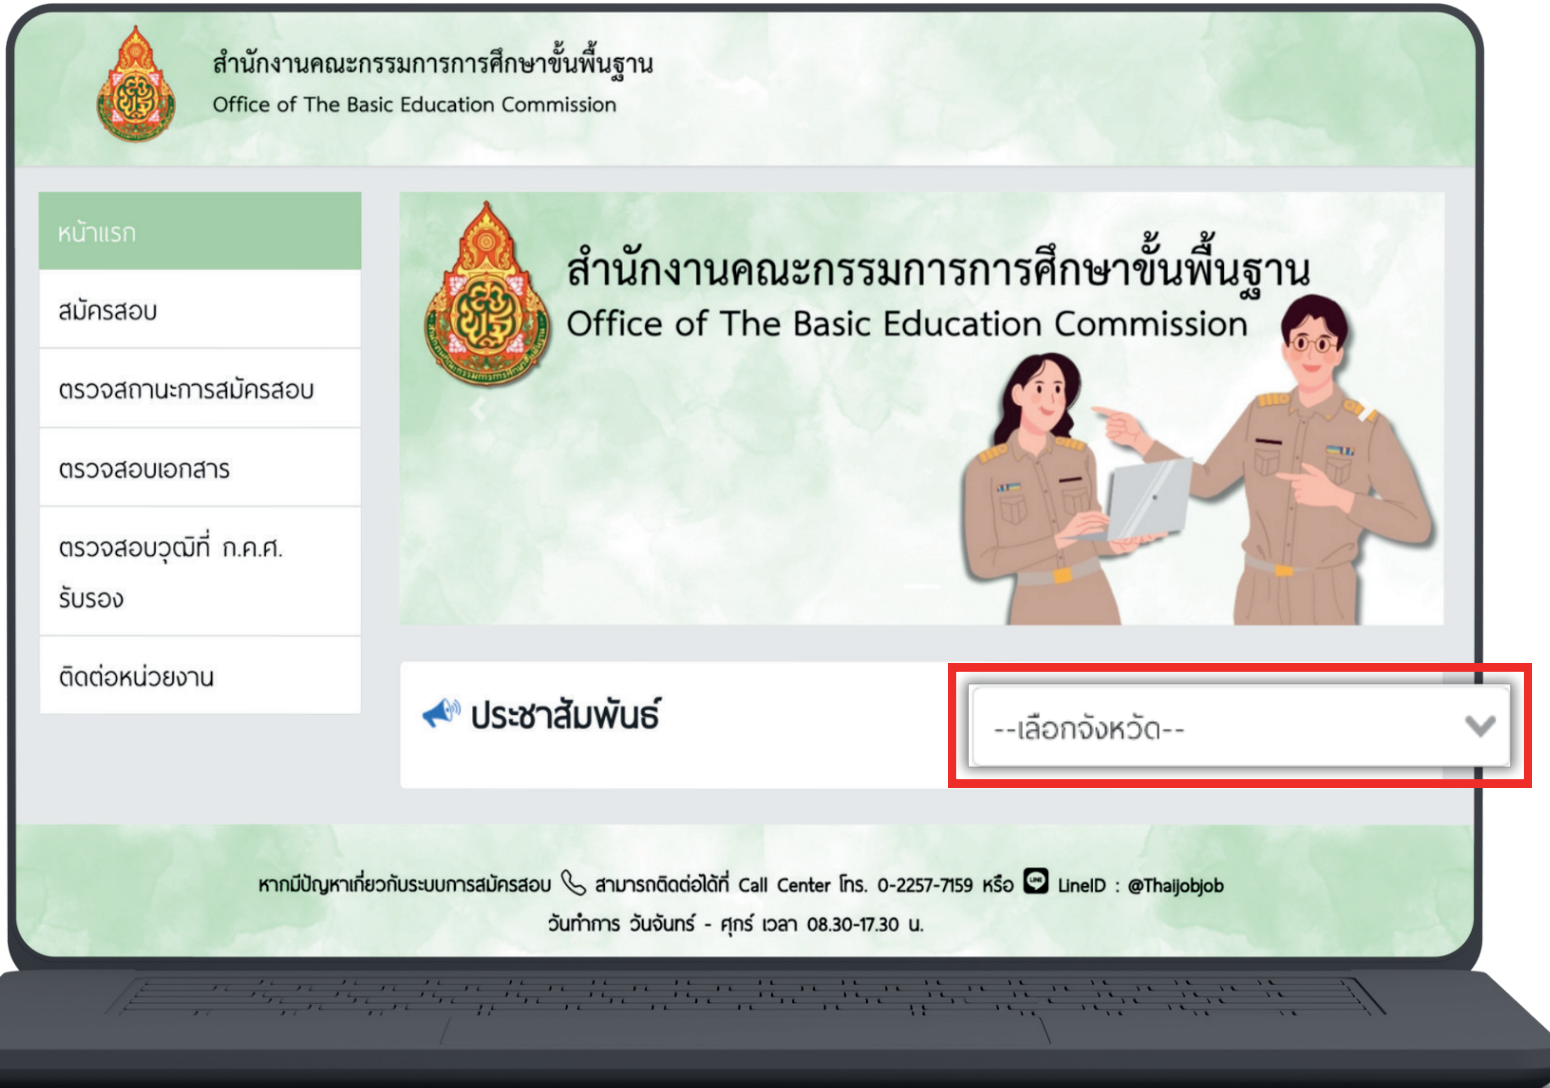 สำนักงานคณะกรรมการการศึกษาขั้นพื้นฐาน
Office of The Basic Education Commission
หน้าแรก
สมัครสอบ
ตรวจสถานะการสมัครสอบ
ตรวจสอบเอกสาร
ตรวจสอบวุฒิที่ ก.ค.ศ.
รับรอง
ติดต่อหน่วยงาน
สำนักงานคณะกรรมการการศึกษาขั้นพื้นฐาน
Office of The Basic Education Commission
ประชาสัมพันธ์
--เลือกจังหวัด--
หากมีปัญหาเกี่ยวกับระบบการสมัครสอบ สามารถติดต่อได้ที่ Call Center โทร. 0-2257-7159 หรือ LINE LineID : @Thaijobjob
วันทำการ วันจันทร์ - ศุกร์ เวลา 08.30-17.30 น.